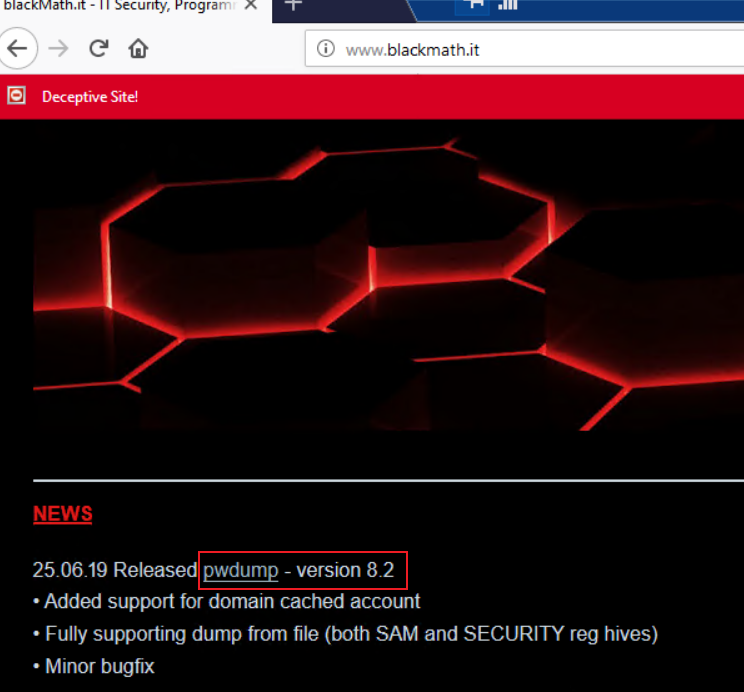 blackMath.it - IT Security, Programm
www.blackmath.it
Deceptive Site!
NEWS
25.06.19 Released pwdump - version 8.2
• Added support for domain cached account
• Fully supporting dump from file (both SAM and SECURITY reg hives)
• Minor bugfix